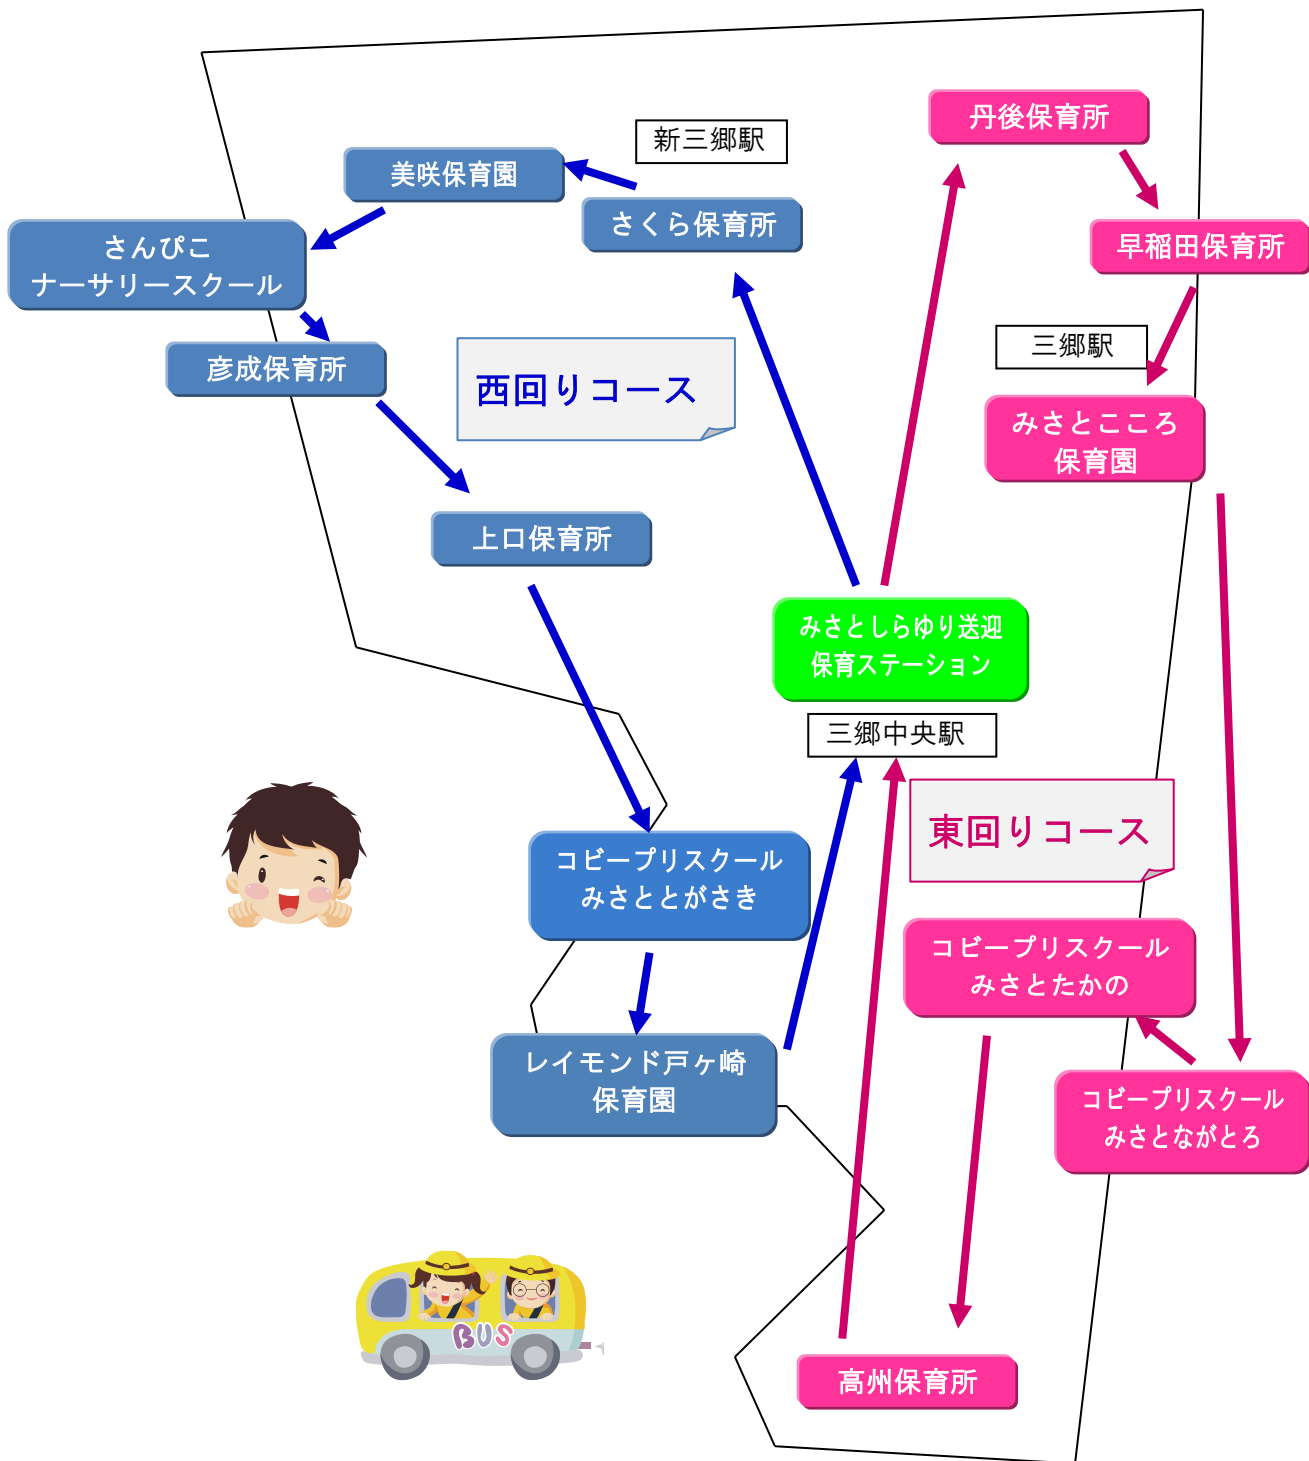 丹後保育所
新三郷駅
美咲保育園
さくら保育所
早稲田保育所
さんぴこ
ナーサリースクール
三郷駅
彦成保育所
西回りコース
みさとこころ
保育園
上口保育所
みさとしらゆり送迎
保育ステーション
三郷中央駅
東回りコース
コビープリスクール
みさととがさき
コビープリスクール
みさとたかの
レイモンド戸ヶ崎
保育園
コビープリスクール
みさとながとろ
BUS
高州保育所